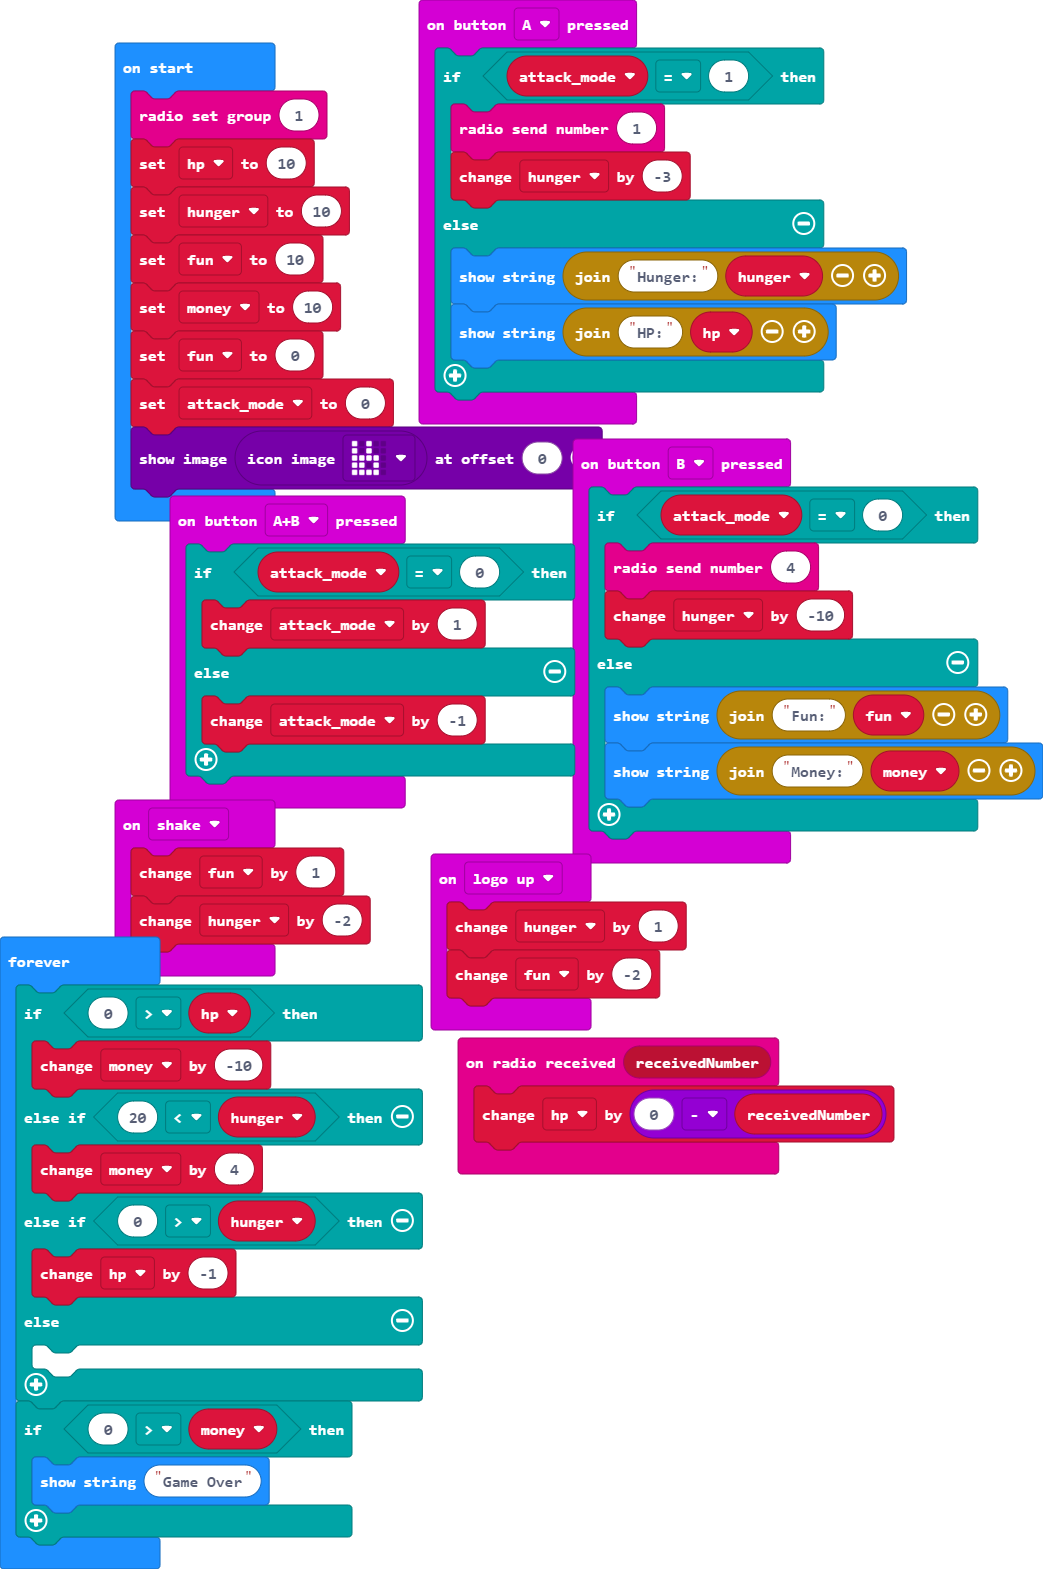 on start
radio set group 1
set hp to 10
set hunger to 10
set fun to 10
set money to 10
set fun to 0
set attack_mode to 0
show image icon image at offset 0
on button A pressed
if attack_mode = 1 then
radio send number 1
change hunger by -3
else
show string join "Hunger:" hunger
show string join "HP:" hp
on button A+B pressed
if attack_mode = 0 then
change attack_mode by 1
else
change attack_mode by -1
on button B pressed
if attack_mode = 0 then
radio send number 4
change hunger by -10
else
show string join "Fun:" fun
show string join "Money:" money
on shake
change fun by 1
change hunger by -2
on logo up
change hunger by 1
change fun by -2
forever
if 0 > hp then
change money by -10
else if 20 < hunger then
change money by 4
else if 0 > hunger then
change hp by -1
else
if 0 > money then
show string "Game Over"
on radio received receivedNumber
change hp by 0 - receivedNumber